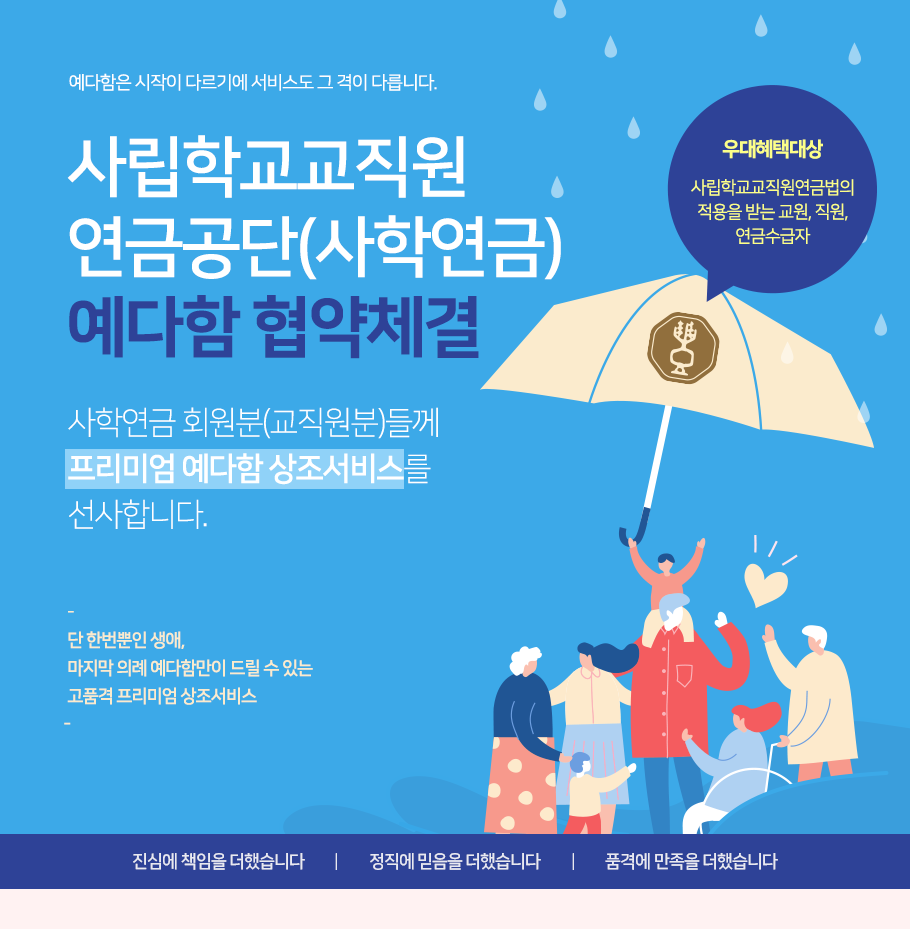 예다함은 시작이 다르기에 서비스도 그 격이 다릅니다.
사립학교교직원
연금공단(사학연금)
예다함 협약체결
우대혜택대상
사립학교교직원연금법의
적용을 받는 교원, 직원,
연금수급자
사학연금 회원분(교직원분)들께
프리미엄 예다함 상조서비스를
선사합니다.
-
단 한번뿐인 생애,
마지막 의례 예다함만이 드릴 수 있는
고품격 프리미엄 상조서비스
-
진심에 책임을 더했습니다 | 정직에 믿음을 더했습니다 | 품격에 만족을 더했습니다